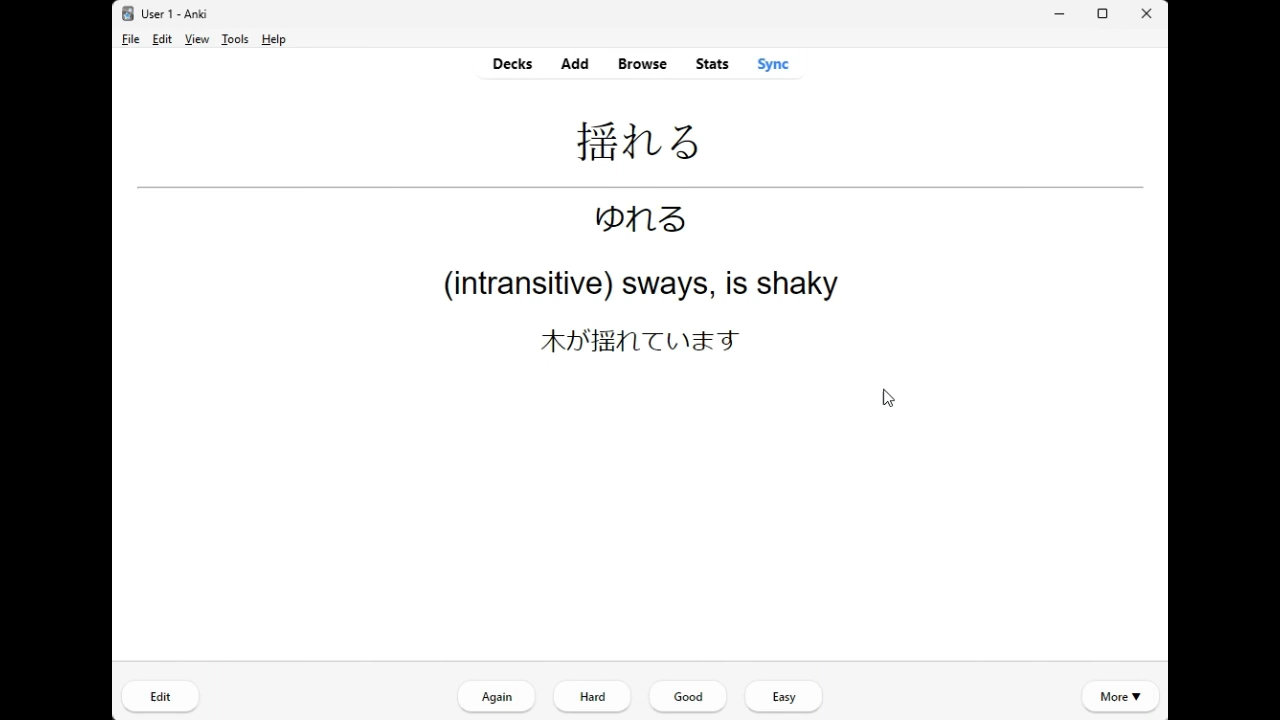 User 1 - Anki
File Edit View Tools Help
Decks Add Browse Stats Sync
揺れる
ゆれる
(intransitive) sways, is shaky
木が揺れています
Edit Again Hard Good Easy More ▼